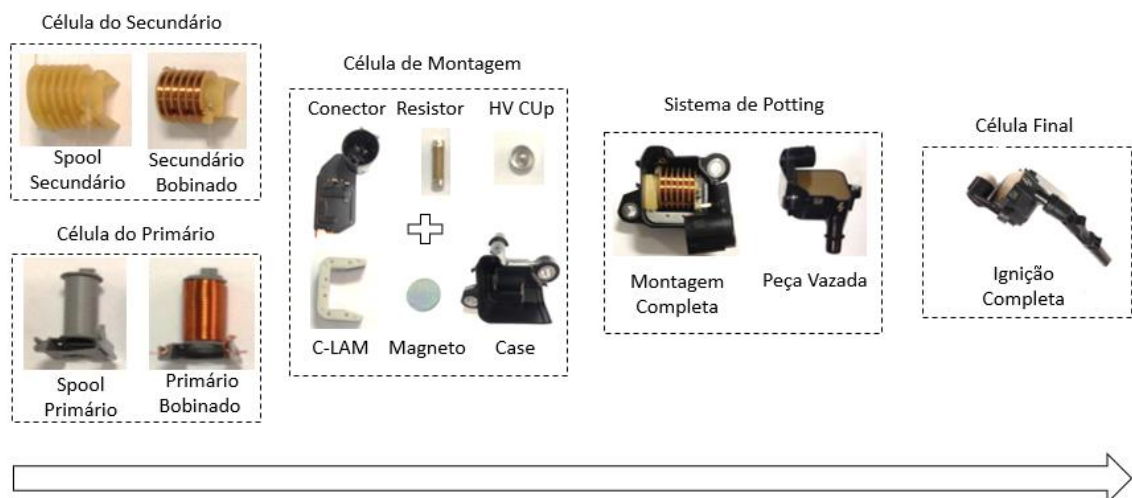 Célula do Secundário
Spool
Secundário
Secundário
Bobinado
Célula do Primário
Spool
Primário
Primário
Bobinado
Célula de Montagem
Conector
Resistor
HV CUp
C-LAM
Magneto
Case
Sistema de Potting
Montagem
Completa
Peça Vazada
Célula Final
Ignição
Completa